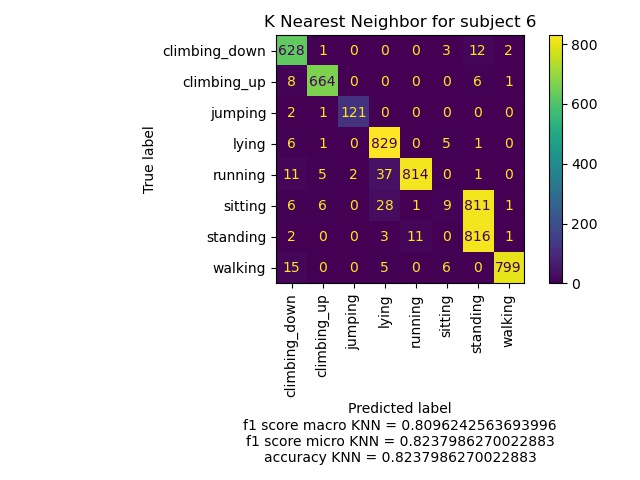 K Nearest Neighbor for subject 6
True label
climbing_down 628 1 0 0 0 3 12 2
climbing_up 8 664 0 0 0 0 6 1
jumping 2 1 121 0 0 0 0 0
lying 6 1 0 829 0 5 1 0
running 11 5 2 37 814 0 1 0
sitting 6 6 0 28 1 9 811 1
standing 2 0 0 3 11 0 816 1
walking 15 0 0 5 0 6 0 799
climbing_down
climbing_up
jumping
lying
running
sitting
standing
walking
800
600
400
200
0
Predicted label
f1 score macro KNN = 0.8096242563693996
f1 score micro KNN = 0.8237986270022883
accuracy KNN = 0.8237986270022883